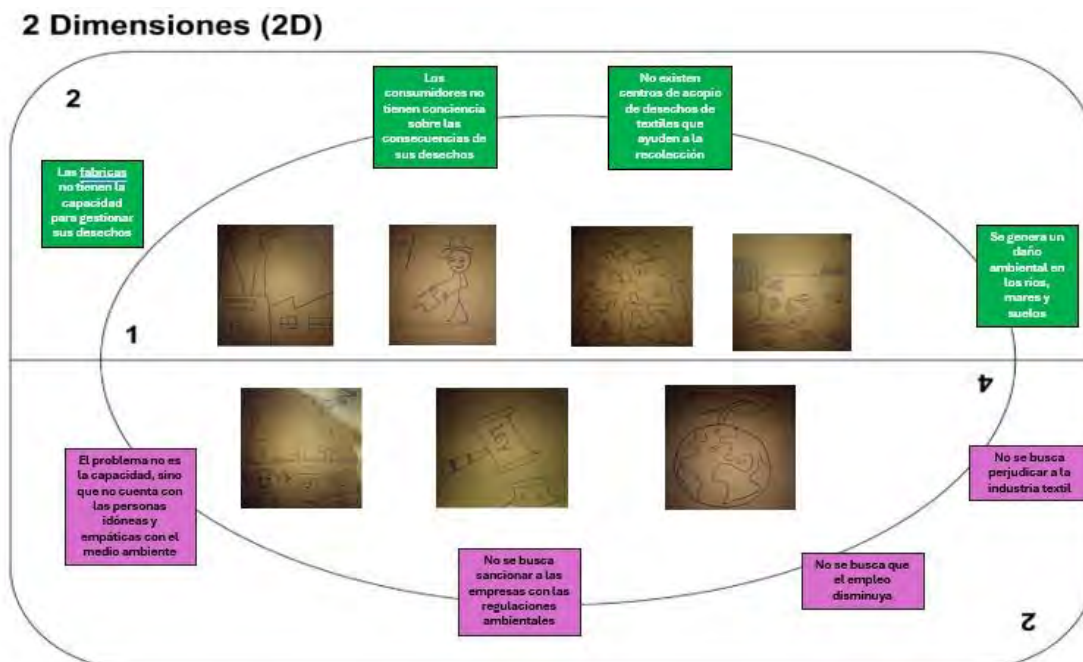 2 Dimensiones (2D)
2
Los
consumidores no
tienen conciencia
sobre las
consecuencias de
sus desechos
No existen
centros de acopio
de desechos de
textiles que
ayuden a la
recolección
Las fabricas
no tienen la
capacidad
para gestionar
sus desechos
Se genera un
daño
ambiental en
los ríos,
mares y
suelos
1
4
El problema no es
la capacidad, sino
que no cuenta con
las personas
idóneas y
empáticas con el
medio ambiente
No se busca
perjudicar a la
industria textil
No se busca
sancionar a las
empresas con las
regulaciones
ambientales
No se busca que
el empleo
disminuya
2